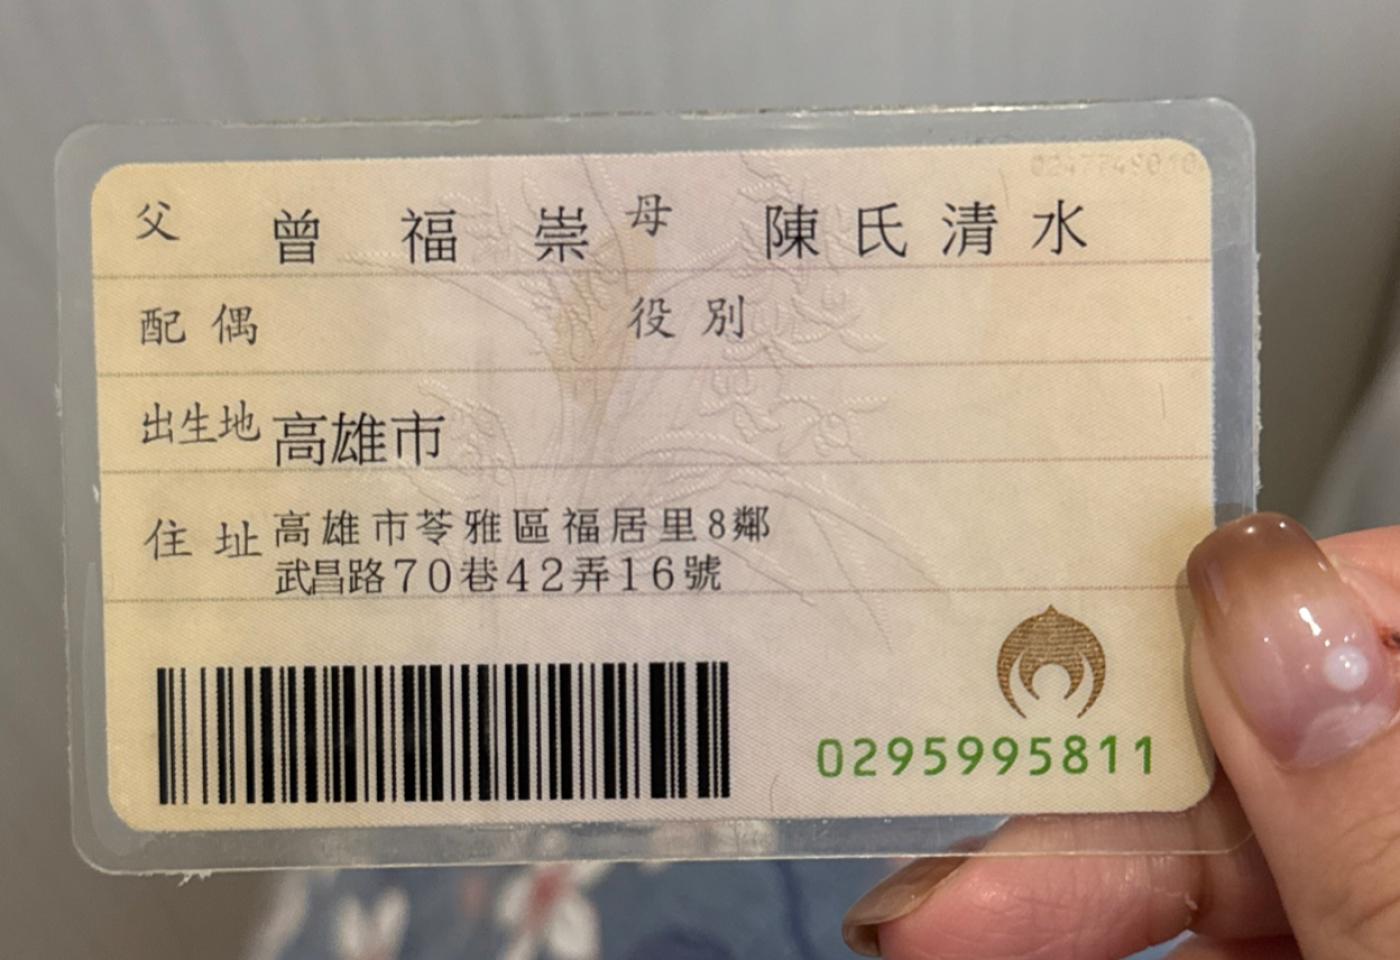 0247749010
父 曾福崇 母 陳氏清水
配偶 役別
出生地 高雄市
住址 高雄市苓雅區福居里8鄰
武昌路70巷42弄16號
0295995811